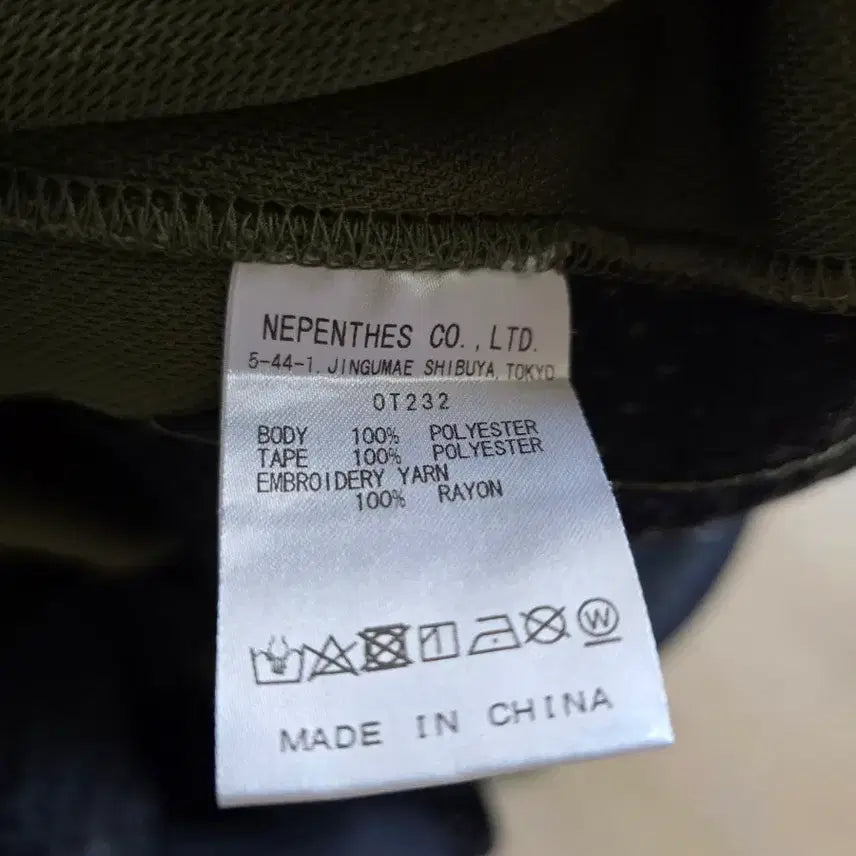 NEPENTHES CO., LTD.
5-44-1, JINGUMAE SHIBUYA, TOKYO
OT232
BODY 100% POLYESTER
TAPE 100% POLYESTER
EMBROIDERY YARN
100% RAYON
W
MADE IN CHINA